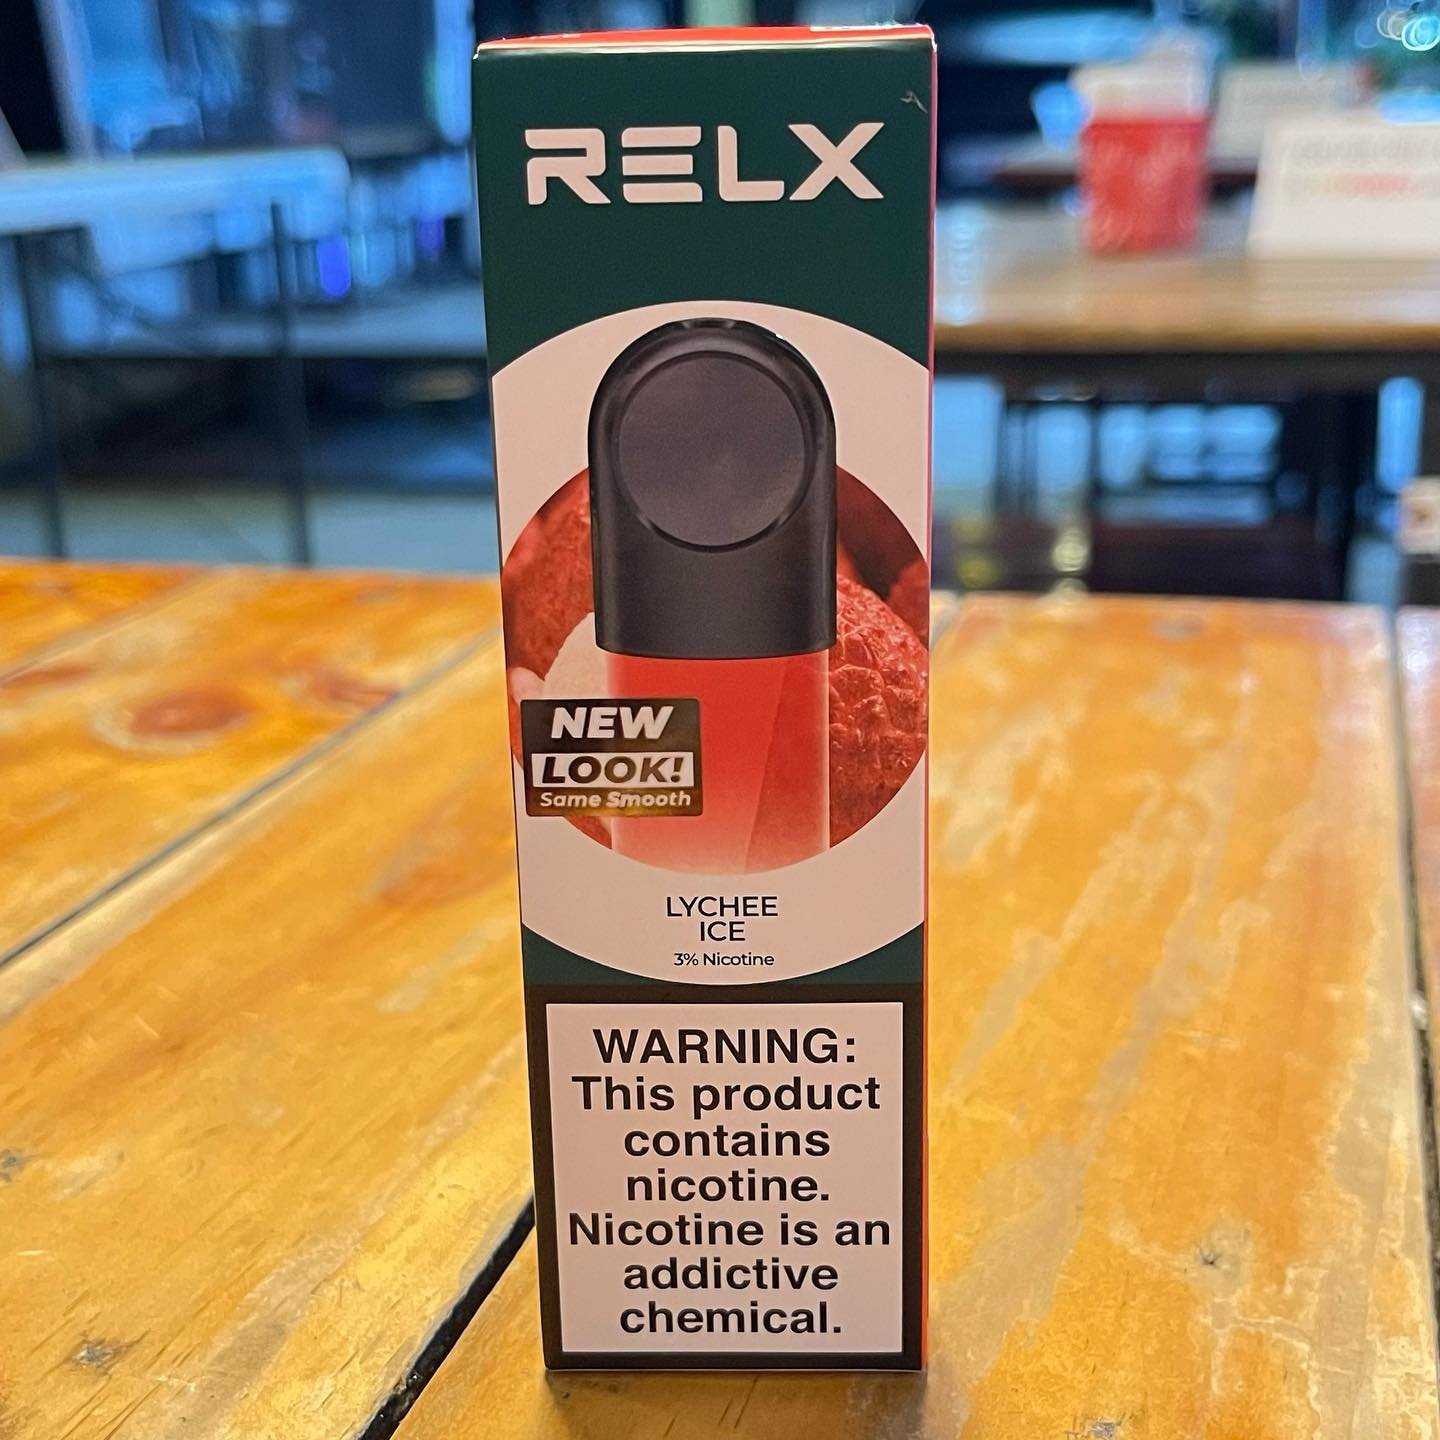 RELX
NEW
LOOK!
Same Smooth
LYCHEE
ICE
3% Nicotine
WARNING:
This product
contains
nicotine.
Nicotine is an
addictive
chemical.